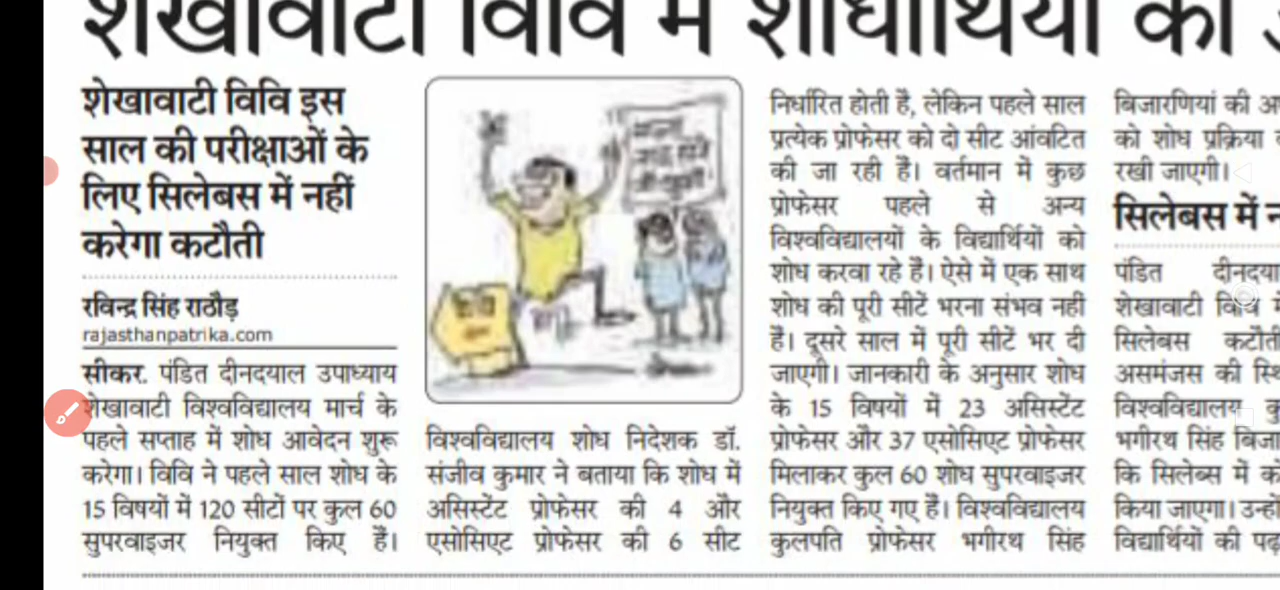 शेखावाटी विवि में शोधार्थियों का
शेखावाटी विवि इस
साल की परीक्षाओं के
लिए सिलेबस में नहीं
करेगा कटौती
रविन्द्र सिंह राठौड़
rajasthanpatrika.com
सीकर. पंडित दीनदयाल उपाध्याय
शेखावाटी विश्वविद्यालय मार्च के
पहले सप्ताह में शोध आवेदन शुरू
करेगा। विवि ने पहले साल शोध के
15 विषयों में 120 सीटों पर कुल 60
सुपरवाइजर नियुक्त किए है।
विश्वविद्यालय शोध निदेशक डॉ.
संजीव कुमार ने बताया कि शोध में
असिस्टेंट प्रोफेसर की 4 और
एसोसिएट प्रोफेसर की 6 सीट
निर्धारित होती है, लेकिन पहले साल
प्रत्येक प्रोफेसर को दो सीट आंवटित
की जा रही है। वर्तमान में कुछ
प्रोफेसर पहले से अन्य
विश्वविद्यालयों के विद्यार्थियों को
शोध करवा रहे है। ऐसे में एक साथ
शोध की पूरी सीटें भरना संभव नही
है। दूसरे साल में पूरी सीटें भर दी
जाएगी। जानकारी के अनुसार शोध
के 15 विषयों में 23 असिस्टेंट
प्रोफेसर और 37 एसोसिएट प्रोफेसर
मिलाकर कुल 60 शोध सुपरवाइजर
नियुक्त किए गए है। विश्वविद्यालय
कुलपति प्रोफेसर भगीरथ सिंह
बिजारणियां की
को शोध प्रक्रिया
रखी जाएगी।
सिलेबस में
पंडित
शेखावाटी विवि
सिलेबस
असमंजस की
विश्वविद्यालय
भगीरथ सिंह
कि सिलेब्स में
किया जाएगा।
विद्यार्थियों की